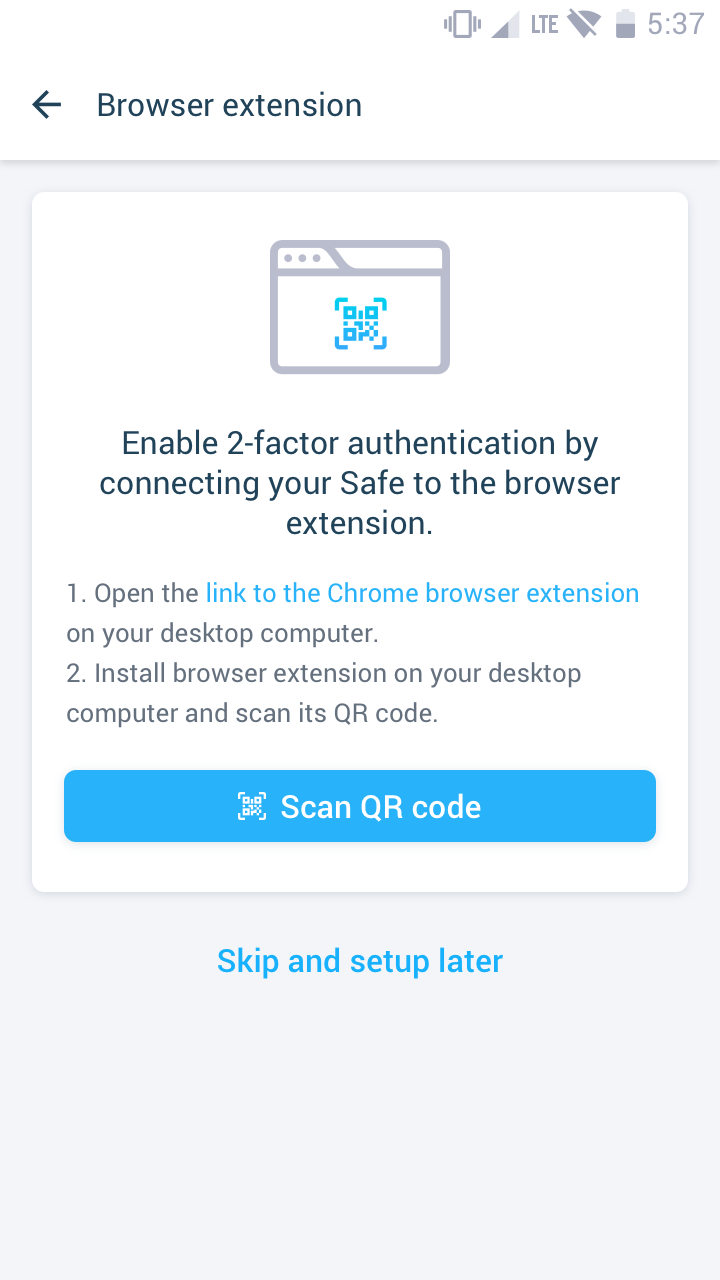 LTE 5:37
Browser extension
Enable 2-factor authentication by
connecting your Safe to the browser
extension.
1. Open the link to the Chrome browser extension
on your desktop computer.
2. Install browser extension on your desktop
computer and scan its QR code.
Scan QR code
Skip and setup later